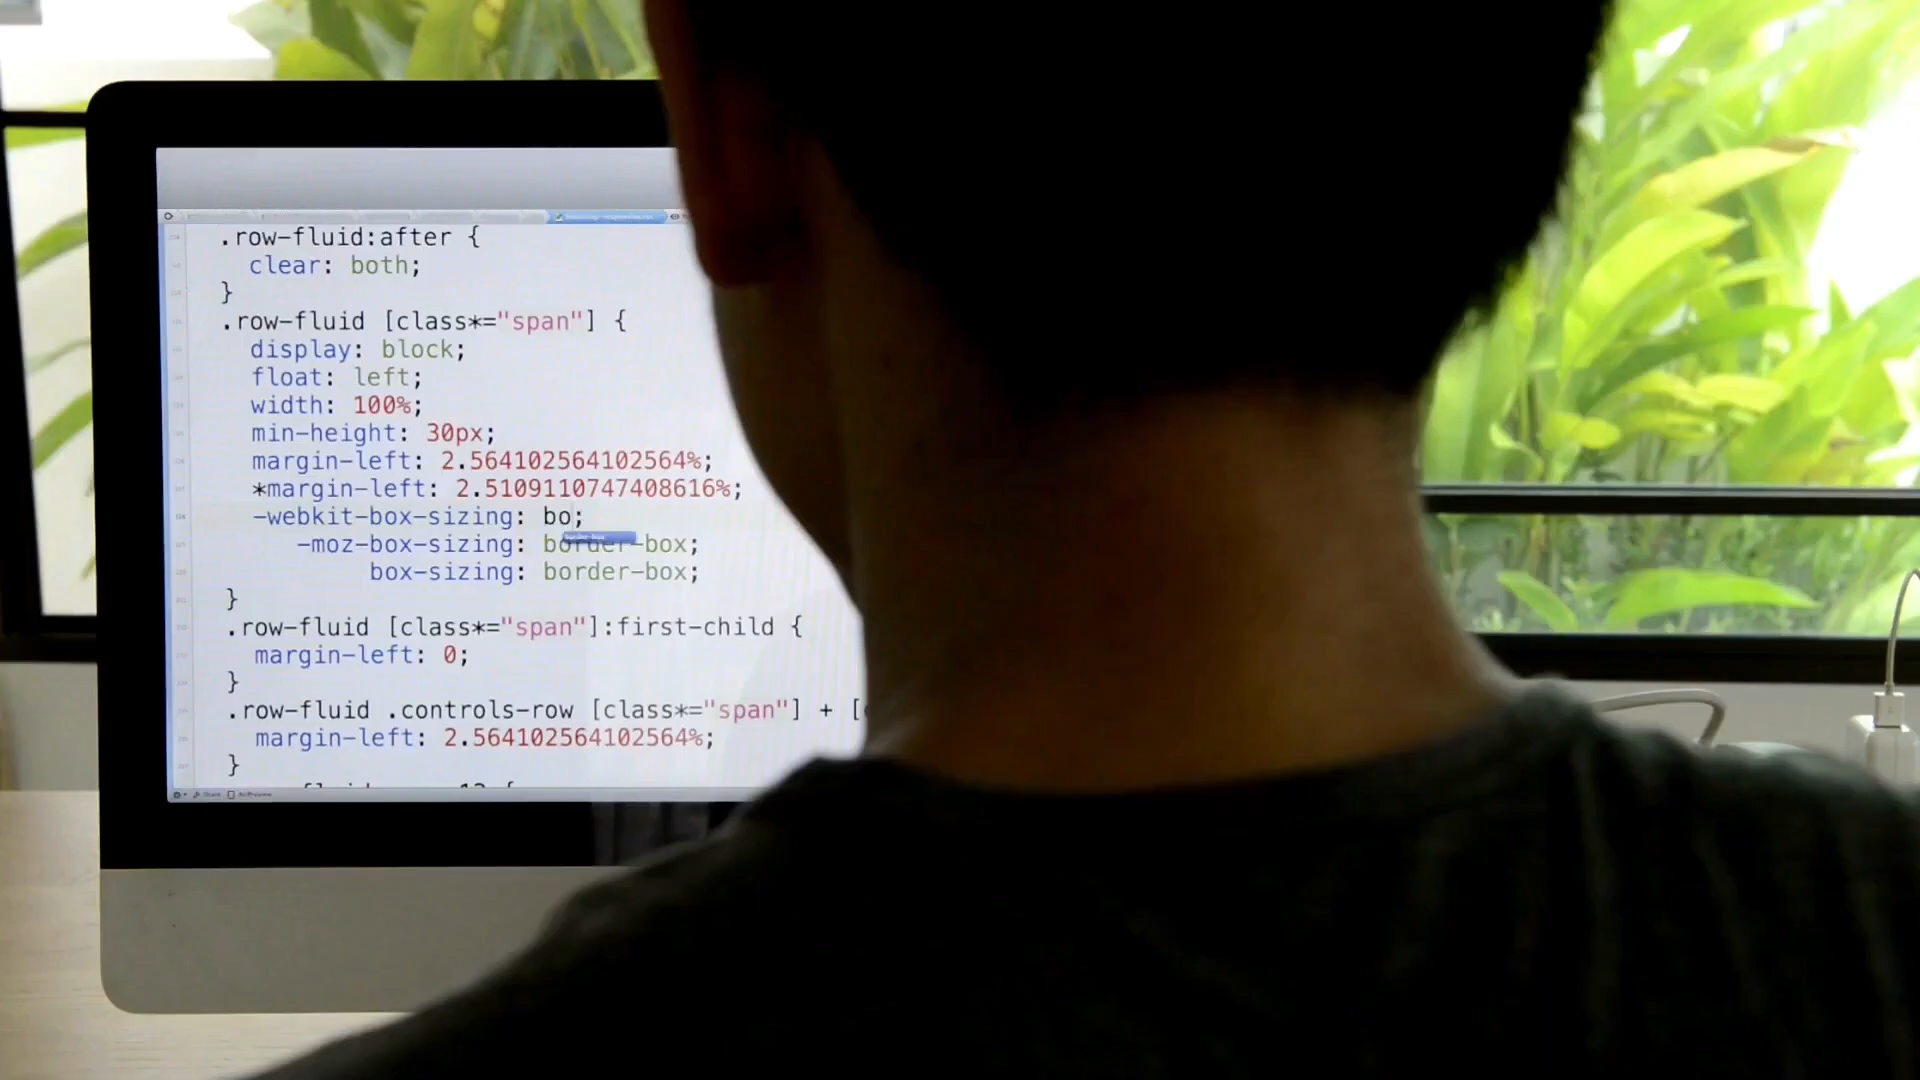 .row-fluid:after {
clear: both;
}
.row-fluid [class*="span"] {
display: block;
float: left;
width: 100%;
min-height: 30px;
margin-left: 2.564102564102564%;
*margin-left: 2.5109110747408616%;
-webkit-box-sizing: bo;
-moz-box-sizing: border-box;
box-sizing: border-box;
}
.row-fluid [class*="span"]:first-child {
margin-left: 0;
}
.row-fluid .controls-row [class*="span"] + [
margin-left: 2.564102564102564%;
}